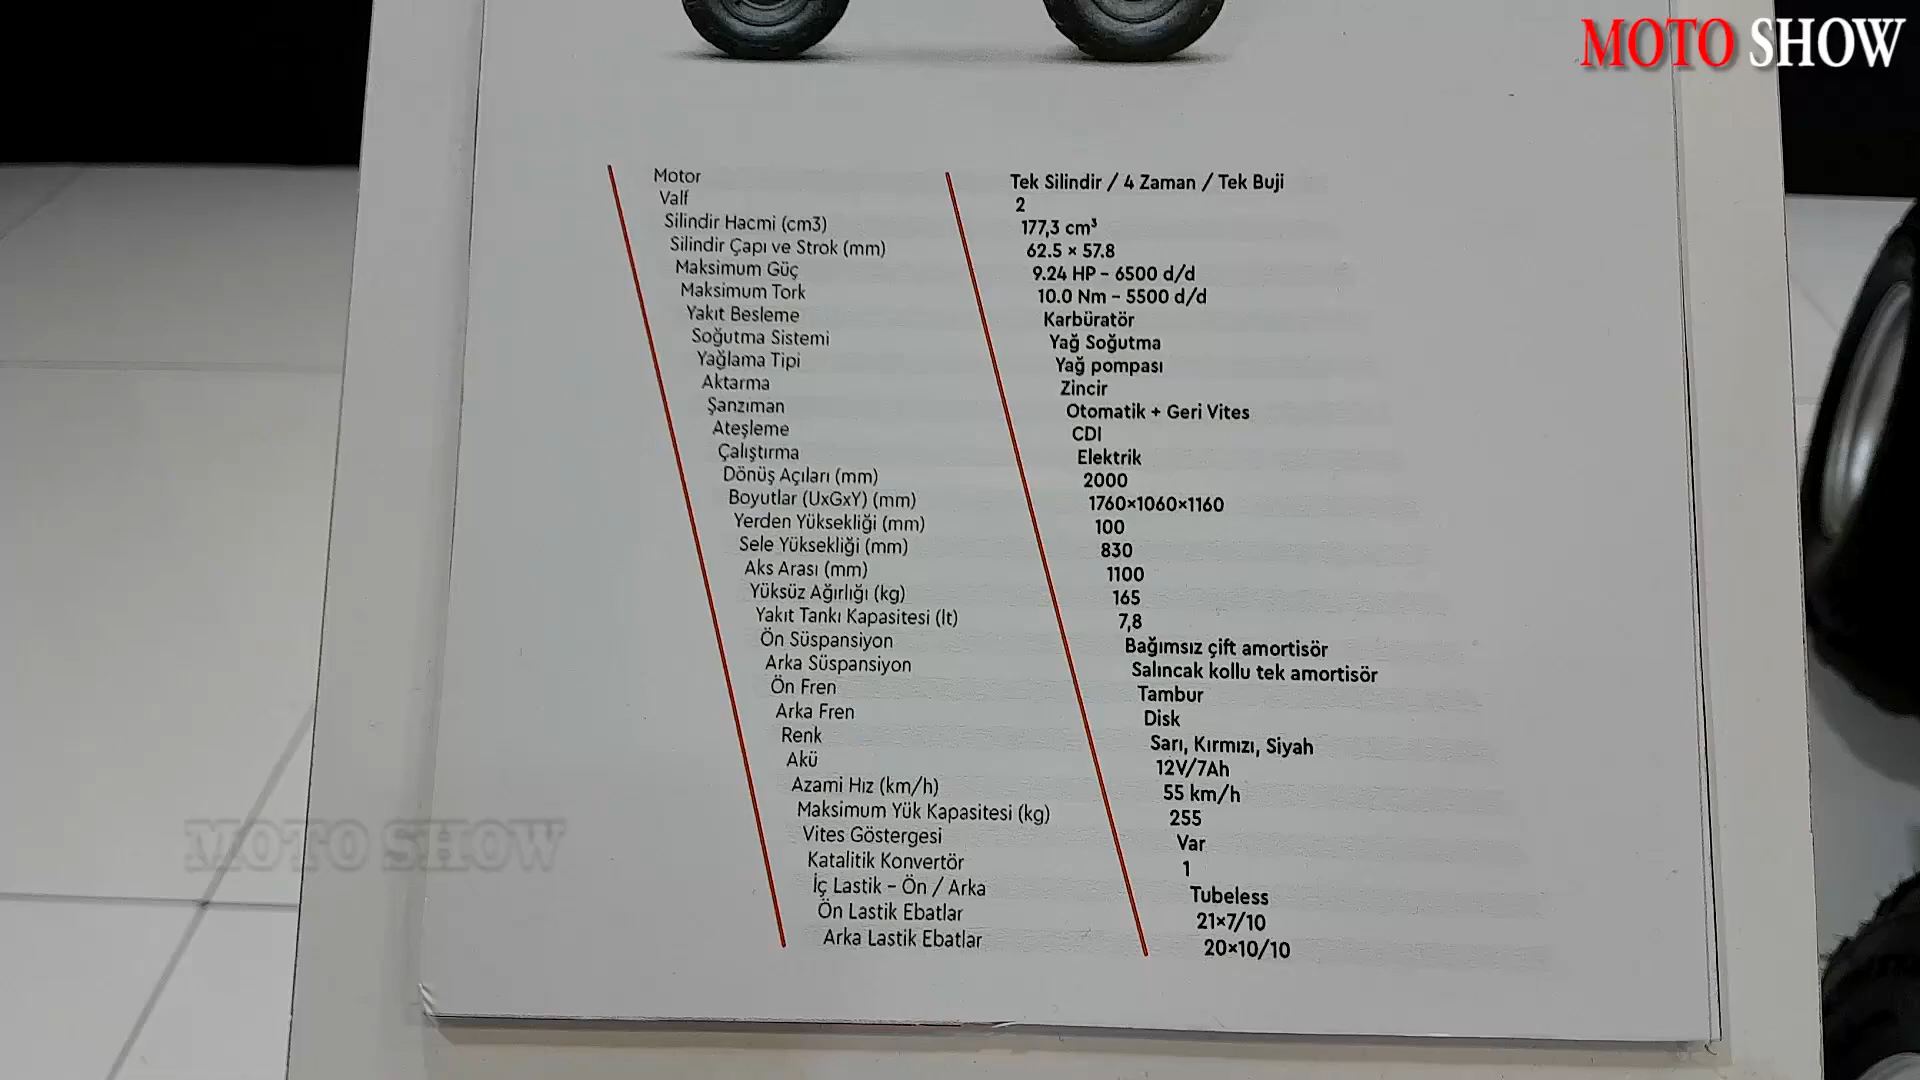 MOTO SHOW
Motor Tek Silindir / 4 Zaman / Tek Buji
Valf 2
Silindir Hacmi (cm3) 177,3 cm³
Silindir Çapı ve Strok (mm) 62.5 × 57.8
Maksimum Güç 9.24 HP – 6500 d/d
Maksimum Tork 10.0 Nm – 5500 d/d
Yakıt Besleme Karbüratör
Soğutma Sistemi Yağ Soğutma
Yağlama Tipi Yağ pompası
Aktarma Zincir
Şanzıman Otomatik + Geri Vites
Ateşleme CDI
Çalıştırma Elektrik
Dönüş Açıları (mm) 2000
Boyutlar (UxGxY) (mm) 1760×1060×1160
Yerden Yüksekliği (mm) 100
Sele Yüksekliği (mm) 830
Aks Arası (mm) 1100
Yüksüz Ağırlığı (kg) 165
Yakıt Tankı Kapasitesi (lt) 7,8
Ön Süspansiyon Bağımsız çift amortisör
Arka Süspansiyon Salıncak kollu tek amortisör
Ön Fren Tambur
Arka Fren Disk
Renk Sarı, Kırmızı, Siyah
Akü 12V/7Ah
Azami Hız (km/h) 55 km/h
Maksimum Yük Kapasitesi (kg) 255
Vites Göstergesi Var
Katalitik Konvertör 1
İç Lastik – Ön / Arka Tubeless
Ön Lastik Ebatlar 21×7/10
Arka Lastik Ebatlar 20×10/10
MOTO SHOW